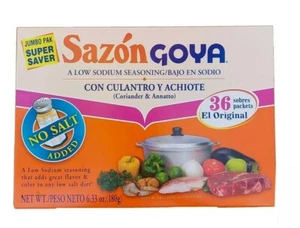 JUMBO PAK
SUPER
SAVER
Sazón GOYA
A LOW SODIUM SEASONING/BAJO EN SODIO
CON CULANTRO Y ACHIOTE
(Coriander & Annatto)
36 sobres
packets
El Original
NO SALT
ADDED
A Low Sodium seasoning
that adds great flavor &
color to any low salt diet!
NET WT./PESO NETO 6.33 oz. (180g)